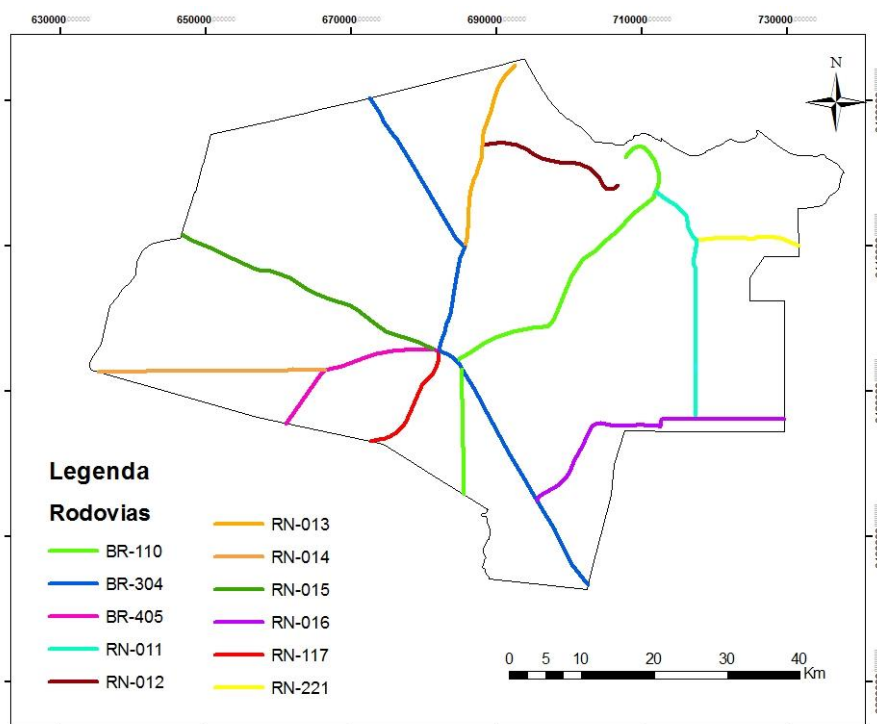 630000 650000 670000 690000 710000 730000
N
Legenda
Rodovias
BR-110
BR-304
BR-405
RN-011
RN-012
RN-013
RN-014
RN-015
RN-016
RN-117
RN-221
0 5 10 20 30 40
Km